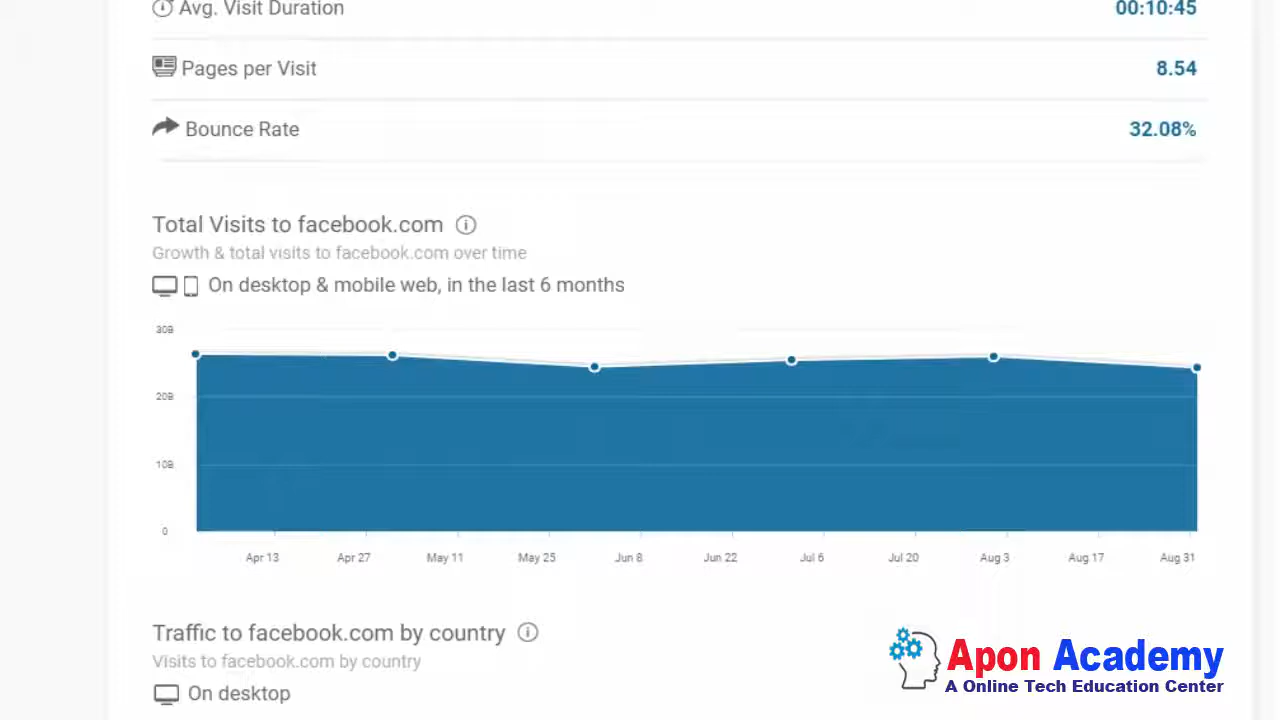 Avg. Visit Duration 00:10:45
Pages per Visit 8.54
Bounce Rate 32.08%
Total Visits to facebook.com
Growth & total visits to facebook.com over time
On desktop & mobile web, in the last 6 months
30B
20B
10B
0
Apr 13 Apr 27 May 11 May 25 Jun 8 Jun 22 Jul 6 Jul 20 Aug 3 Aug 17 Aug 31
Traffic to facebook.com by country
Visits to facebook.com by country
On desktop
Apon Academy
A Online Tech Education Center